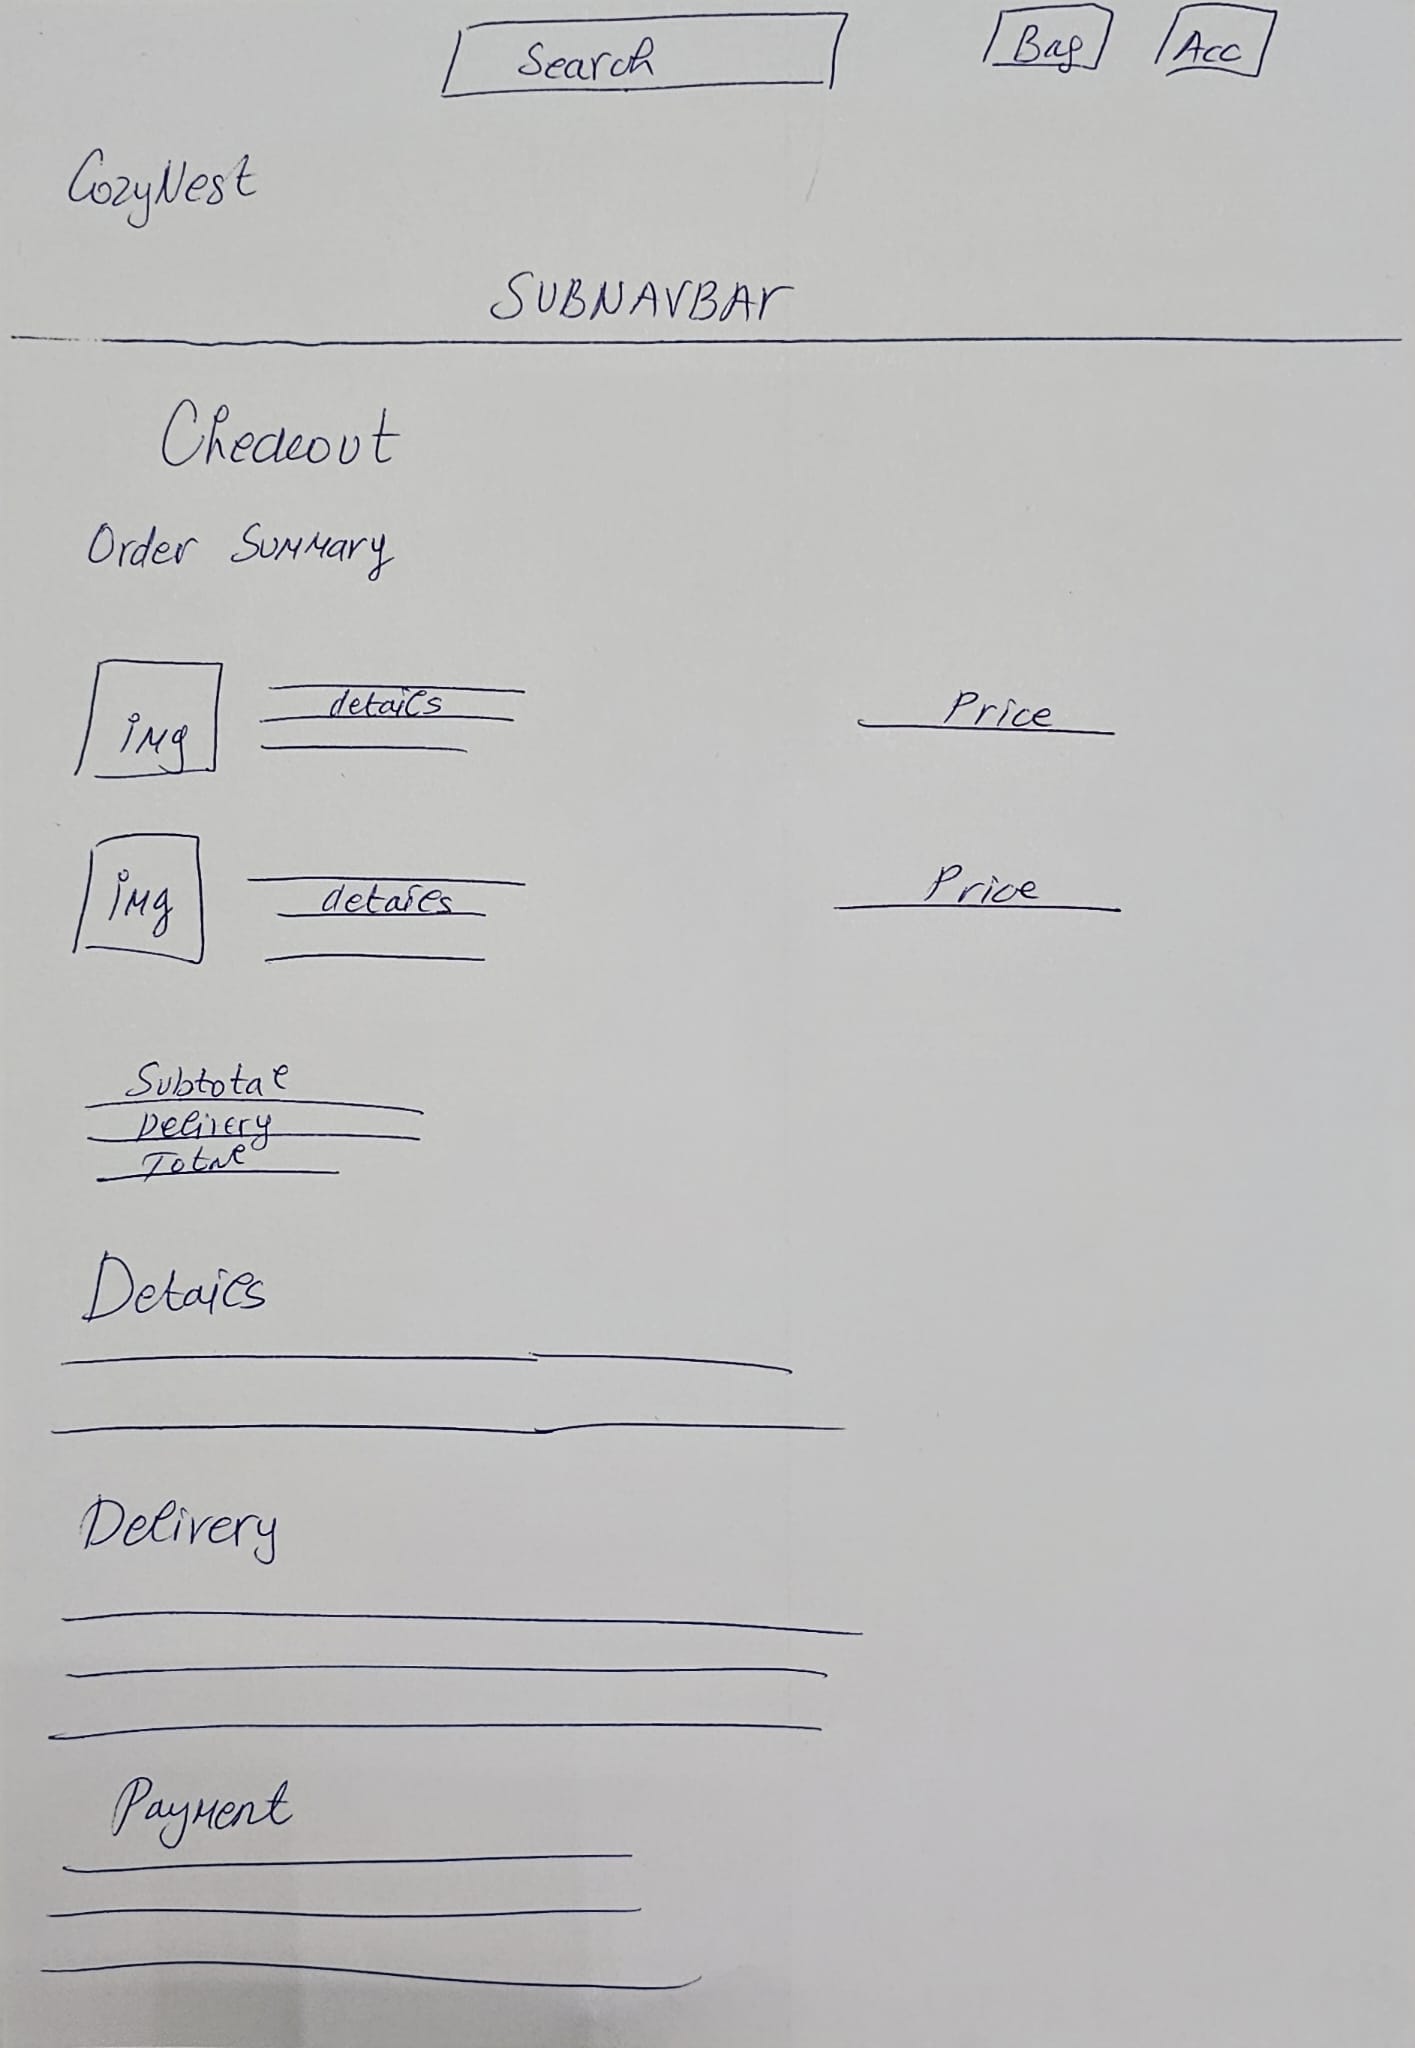 Search
Bag
Acc
CozyNest
SUBNAVBAr
Checkout
Order Summary
img
details
Price
img
details
Price
Subtotal
Delivery
Total
Details
Delivery
Payment